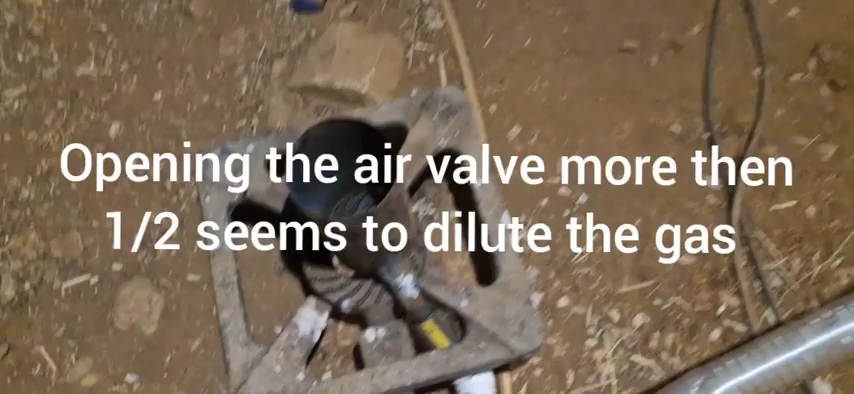 Opening the air valve more then
1/2 seems to dilute the gas